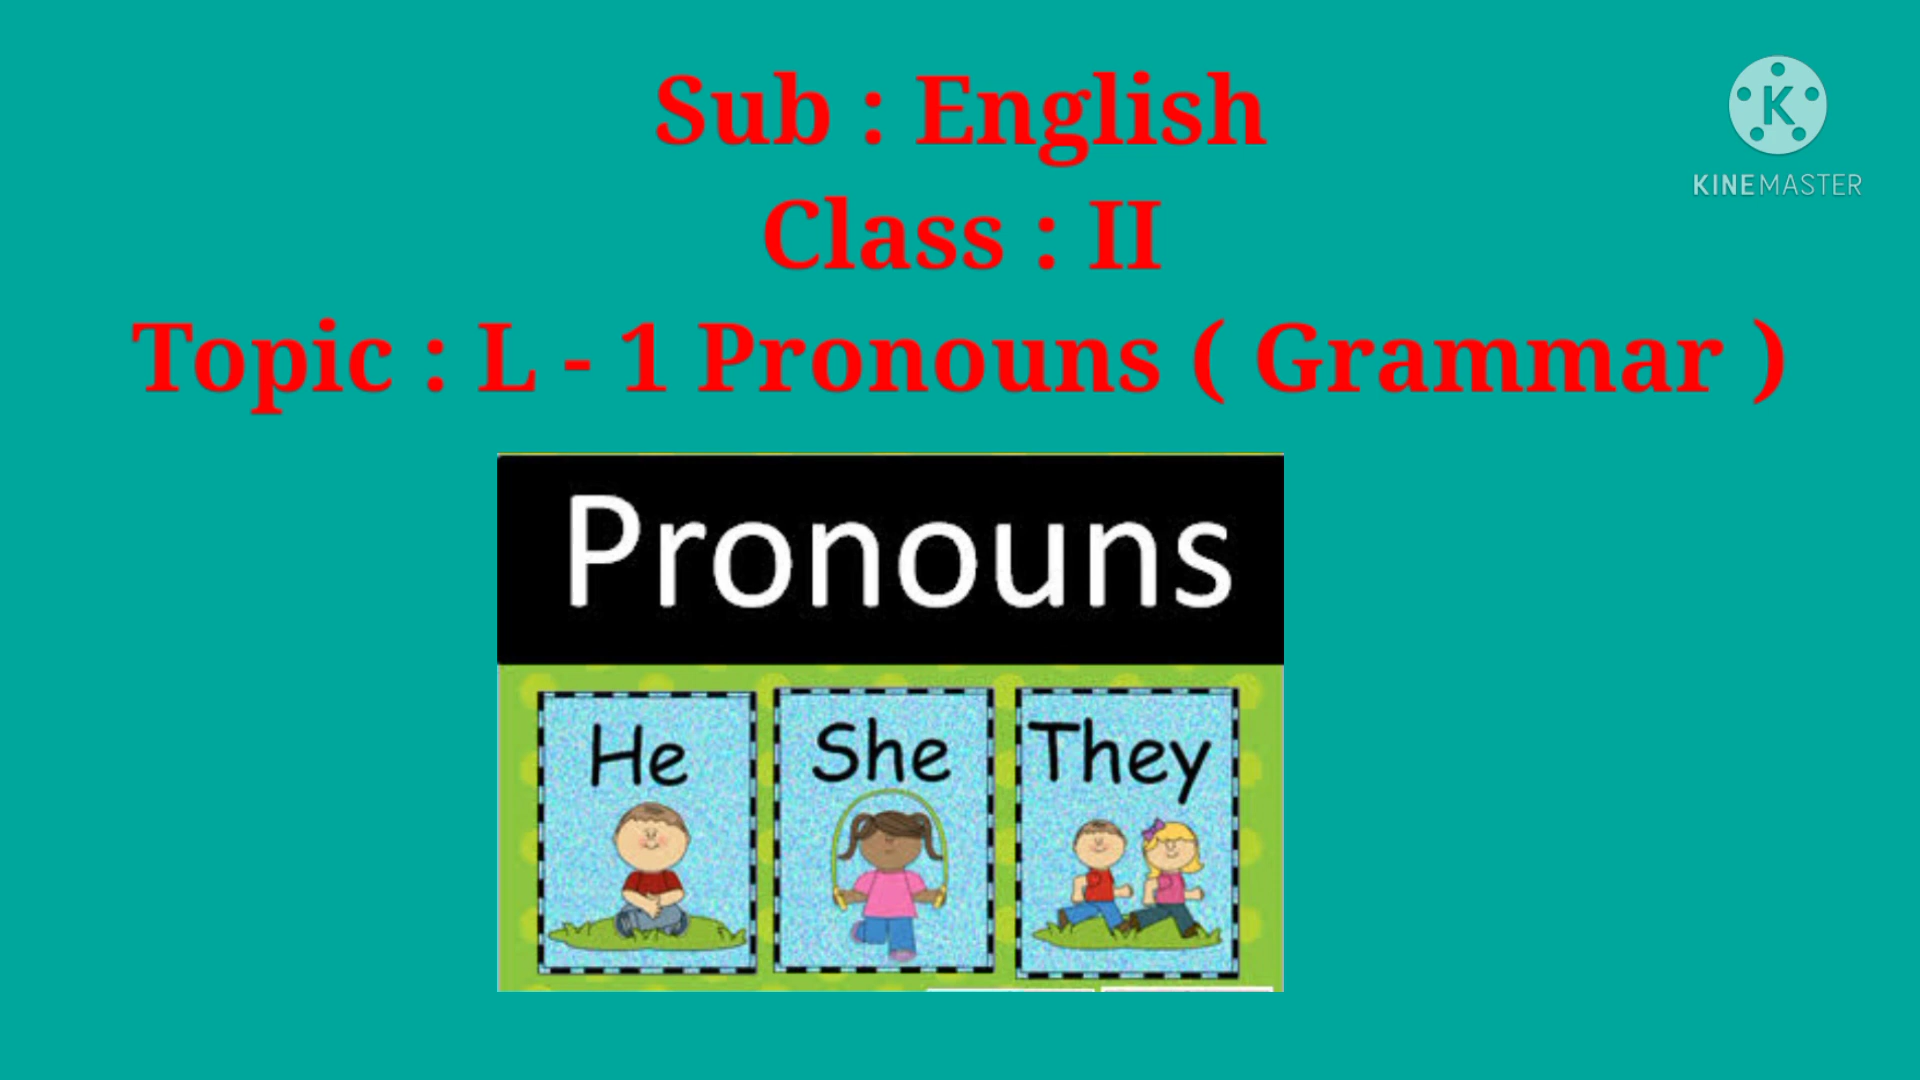 Sub : English
Class : II
Topic : L - 1 Pronouns ( Grammar )
K
KINEMASTER
Pronouns
He
She
They